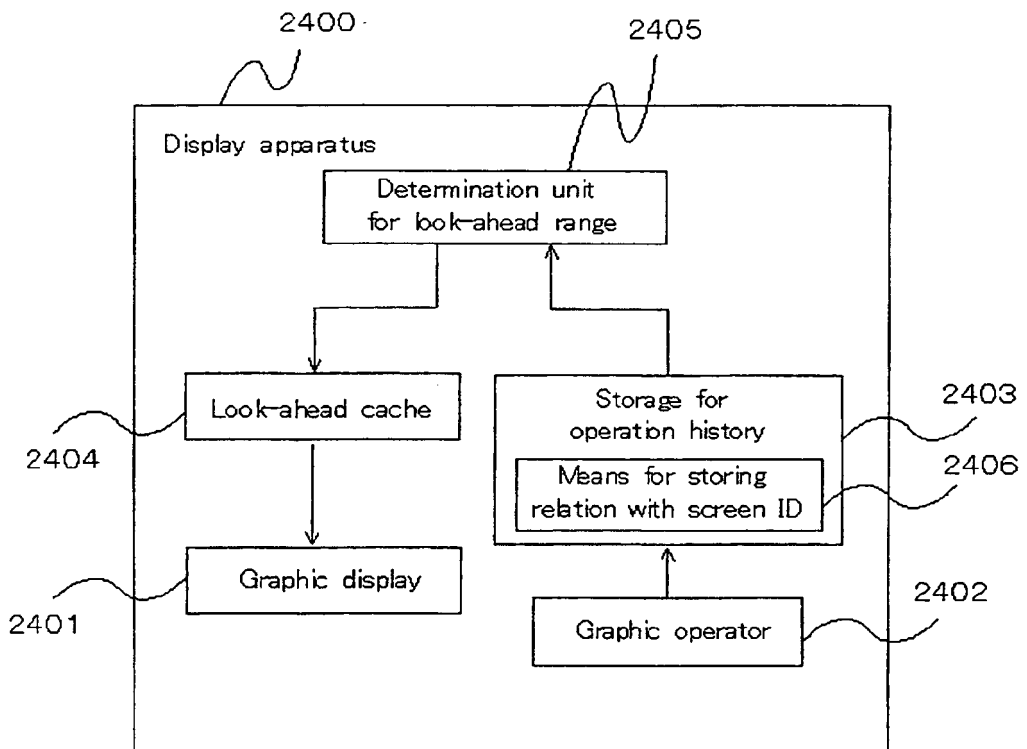 2400
2405
Display apparatus
Determination unit
for look-ahead range
Look-ahead cache
Storage for
operation history
2403
2404
Means for storing
relation with screen ID
2406
Graphic display
2401
Graphic operator
2402